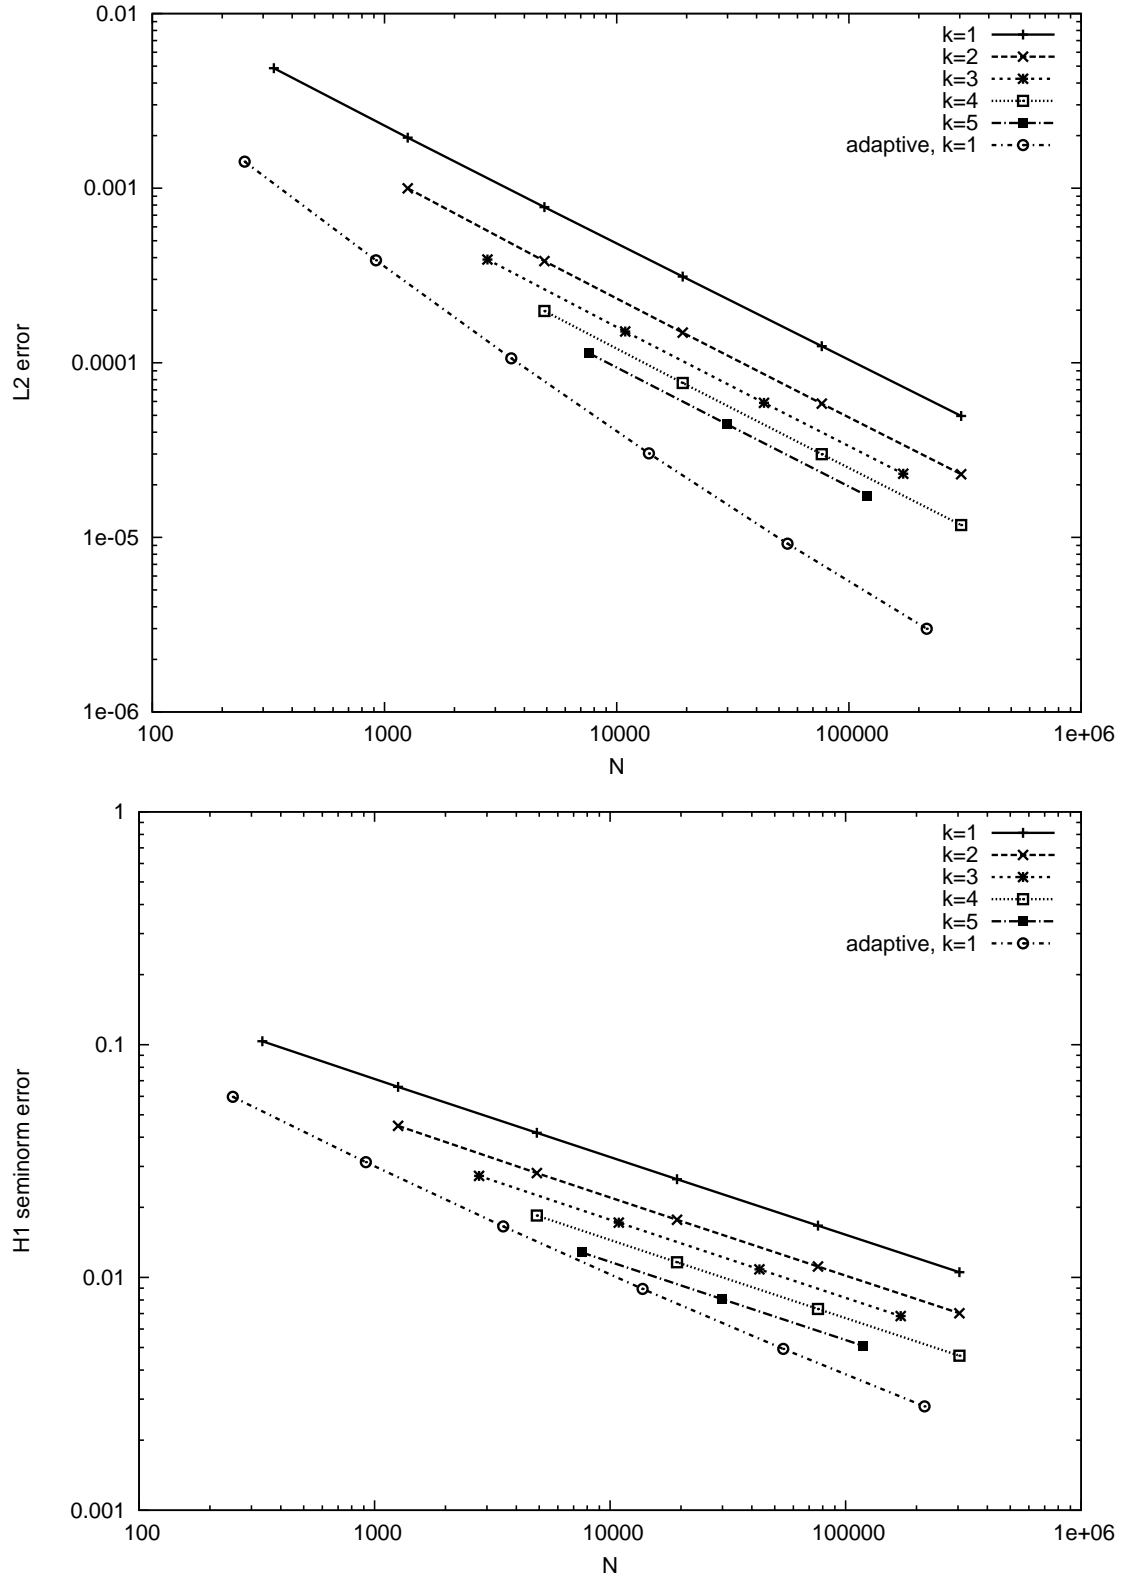 0.01
0.001
0.0001
1e-05
1e-06
L2 error
k=1
k=2
k=3
k=4
k=5
adaptive, k=1
100
1000
10000
100000
1e+06
N
1
0.1
0.01
0.001
H1 seminorm error
k=1
k=2
k=3
k=4
k=5
adaptive, k=1
100
1000
10000
100000
1e+06
N